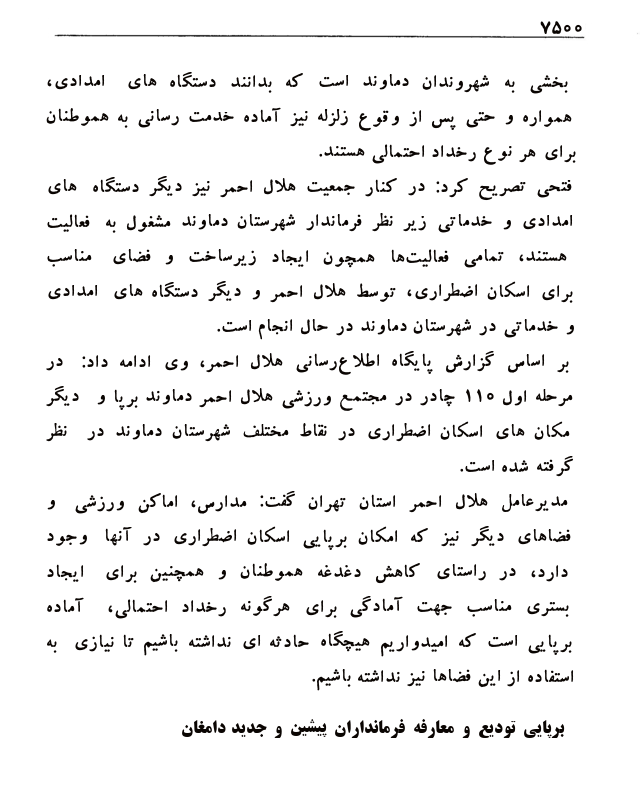 ۷۵۰۰
بخشی به شهروندان دماوند است که بدانند دستگاه های امدادی،
همواره و حتی پس از وقوع زلزله نیز آماده خدمت رسانی به هموطنان
برای هر نوع رخداد احتمالی هستند.
فتحی تصریح کرد: در کنار جمعیت هلال احمر نیز دیگر دستگاه های
امدادی و خدماتی زیر نظر فرماندار شهرستان دماوند مشغول به فعالیت
هستند، تمامی فعالیت‌ها همچون ایجاد زیرساخت و فضای مناسب
برای اسکان اضطراری، توسط هلال احمر و دیگر دستگاه های امدادی
و خدماتی در شهرستان دماوند در حال انجام است.
بر اساس گزارش پایگاه اطلاع‌رسانی هلال احمر، وی ادامه داد: در
مرحله اول ۱۱۰ چادر در مجتمع ورزشی هلال احمر دماوند برپا و دیگر
مکان های اسکان اضطراری در نقاط مختلف شهرستان دماوند در نظر
گرفته شده است.
مدیرعامل هلال احمر استان تهران گفت: مدارس، اماکن ورزشی و
فضاهای دیگر نیز که امکان برپایی اسکان اضطراری در آنها وجود
دارد، در راستای کاهش دغدغه هموطنان و همچنین برای ایجاد
بستری مناسب جهت آمادگی برای هرگونه رخداد احتمالی، آماده
برپایی است که امیدواریم هیچگاه حادثه ای نداشته باشیم تا نیازی به
استفاده از این فضاها نیز نداشته باشیم.
برپایی تودیع و معارفه فرمانداران پیشین و جدید دامغان